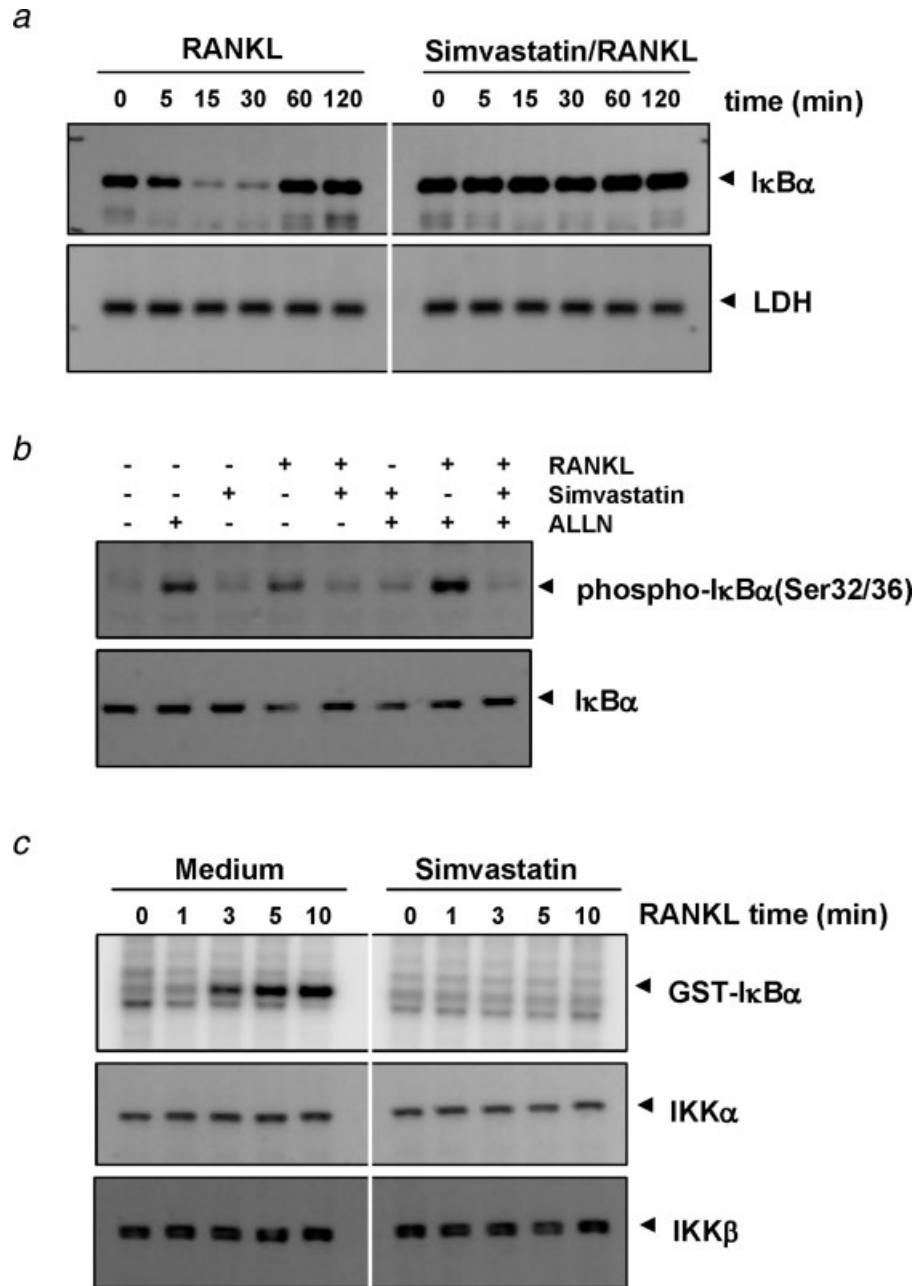 a
RANKL Simvastatin/RANKL
0 5 15 30 60 120 0 5 15 30 60 120 time (min)
◄ IκBα
◄ LDH
b
- - - + + - + + RANKL
- - + - + + - + Simvastatin
- + - - - + + + ALLN
◄ phospho-IκBα(Ser32/36)
◄ IκBα
c
Medium Simvastatin
0 1 3 5 10 0 1 3 5 10 RANKL time (min)
◄ GST-IκBα
◄ IKKα
◄ IKKβ